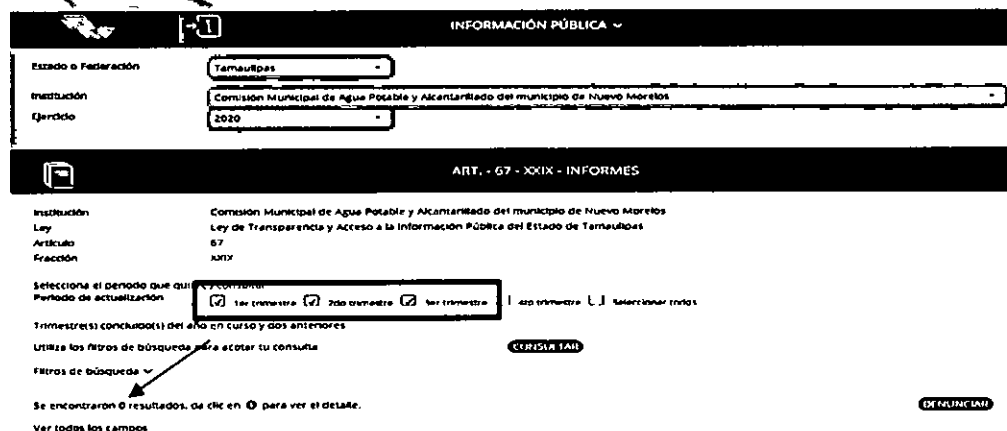 INFORMACIÓN PÚBLICA
Estado o Federación Tamaulipas
Institución Comisión Municipal de Agua Potable y Alcantarillado del municipio de Nuevo Morelos
Ejercicio 2020
ART. - 67 - XXIX - INFORMES
Institución Comisión Municipal de Agua Potable y Alcantarillado del municipio de Nuevo Morelos
Ley Ley de Transparencia y Acceso a la Información Pública del Estado de Tamaulipas
Artículo 67
Fracción XXIX
Selecciona el periodo que quieres consultar
Periodo de actualización 1er trimestre 2do trimestre 3er trimestre 4to trimestre Seleccionar todos
Trimestre(s) concluido(s) del año en curso y dos anteriores
Utiliza los filtros de búsqueda para acotar tu consulta CONSULTAR
Filtros de búsqueda
Se encontraron 0 resultados, da clic en para ver el detalle. DENUNCIAR
Ver todos los campos